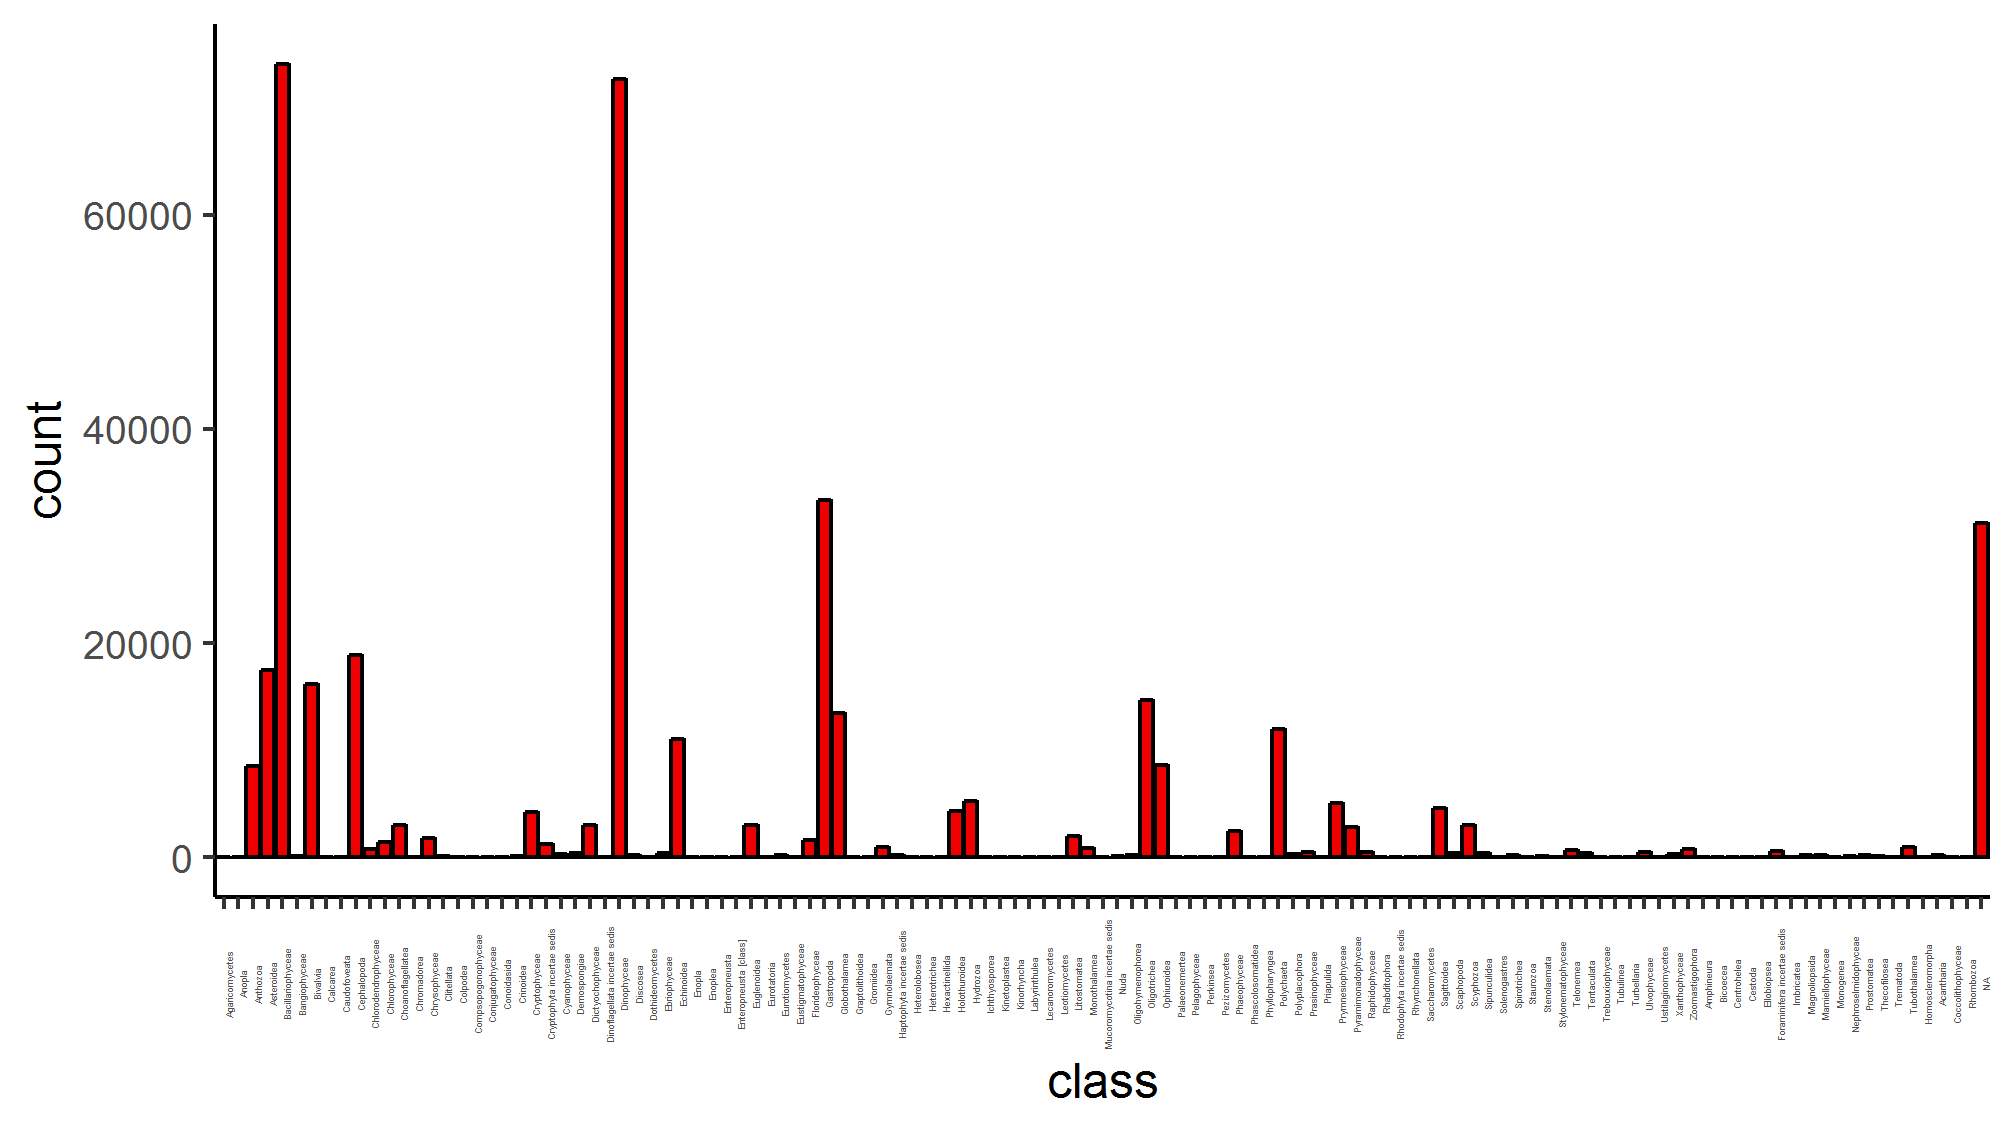 60000
40000
20000
0
count
Agaricomycetes
Anopla
Anthozoa
Asteroidea
Bacillariophyceae
Bangiophyceae
Bivalvia
Calcarea
Caudofoveata
Cephalopoda
Chlorodendrophyceae
Chlorophyceae
Choanoflagellatea
Chromadorea
Chrysophyceae
Clitellata
Colpodea
Compsopogonophyceae
Conjugatophyceae
Conoidasida
Crinoidea
Cryptophyceae
Cryptophyta incertae sedis
Cyanophyceae
Demospongiae
Dictyochophyceae
Dinoflagellata incertae sedis
Dinophyceae
Discosea
Dothideomycetes
Ebriophyceae
Echinoidea
Enopla
Enoplea
Enteropneusta
Enteropneusta [class]
Euglenoidea
Eurotatoria
Eurotiomycetes
Eustigmatophyceae
Florideophyceae
Gastropoda
Globothalamea
Graptolithoidea
Gromiidea
Gymnolaemata
Haptophyta incertae sedis
Heterolobosea
Heterotrichea
Hexactinellida
Holothuroidea
Hydrozoa
Ichthyosporea
Kinetoplastea
Kinorhyncha
Labyrinthulea
Lecanoromycetes
Leotiomycetes
Litostomatea
Monothalamea
Mucoromycotina incertae sedis
Nuda
Oligohymenophorea
Oligotrichea
Ophiuroidea
Palaeonemertea
Pelagophyceae
Perkinsea
Pezizomycetes
Phaeophyceae
Phascolosomatidea
Phyllopharyngea
Polychaeta
Polyplacophora
Prasinophyceae
Priapulida
Prymnesiophyceae
Pyramimonadophyceae
Raphidophyceae
Rhabditophora
Rhodophyta incertae sedis
Rhynchonellata
Saccharomycetes
Sagittoidea
Scaphopoda
Scyphozoa
Sipunculidea
Solenogastres
Spirotrichea
Staurozoa
Stenolaemata
Stylonematophyceae
Telonemea
Tentaculata
Trebouxiophyceae
Tubulinea
Turbellaria
Ulvophyceae
Ustilaginomycetes
Xanthophyceae
Zoomastigophora
Amphineura
Bicoecea
Centrohelea
Cestoda
Ellobiopsea
Foraminifera incertae sedis
Imbricatea
Magnoliopsida
Mamiellophyceae
Monogenea
Nephroselmidophyceae
Prostomatea
Thecofilosea
Trematoda
Tubothalamea
Homoscleromorpha
Acantharia
Coccolithophyceae
Rhombozoa
NA
class